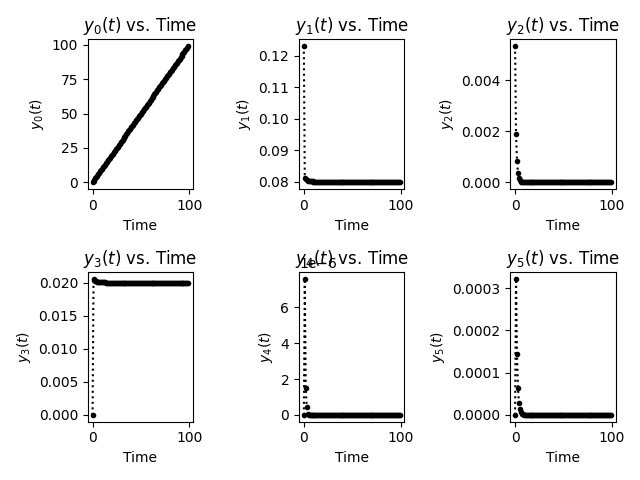 y₀(t) vs. Time
100
75
50
25
0
y₀(t)
0 100
Time
y₁(t) vs. Time
0.12
0.11
0.10
0.09
0.08
y₁(t)
0 100
Time
y₂(t) vs. Time
0.004
0.002
0.000
y₂(t)
0 100
Time
y₃(t) vs. Time
0.020
0.015
0.010
0.005
0.000
y₃(t)
0 100
Time
y₄(t) vs. Time
1e−6
6
4
2
0
y₄(t)
0 100
Time
y₅(t) vs. Time
0.0003
0.0002
0.0001
0.0000
y₅(t)
0 100
Time